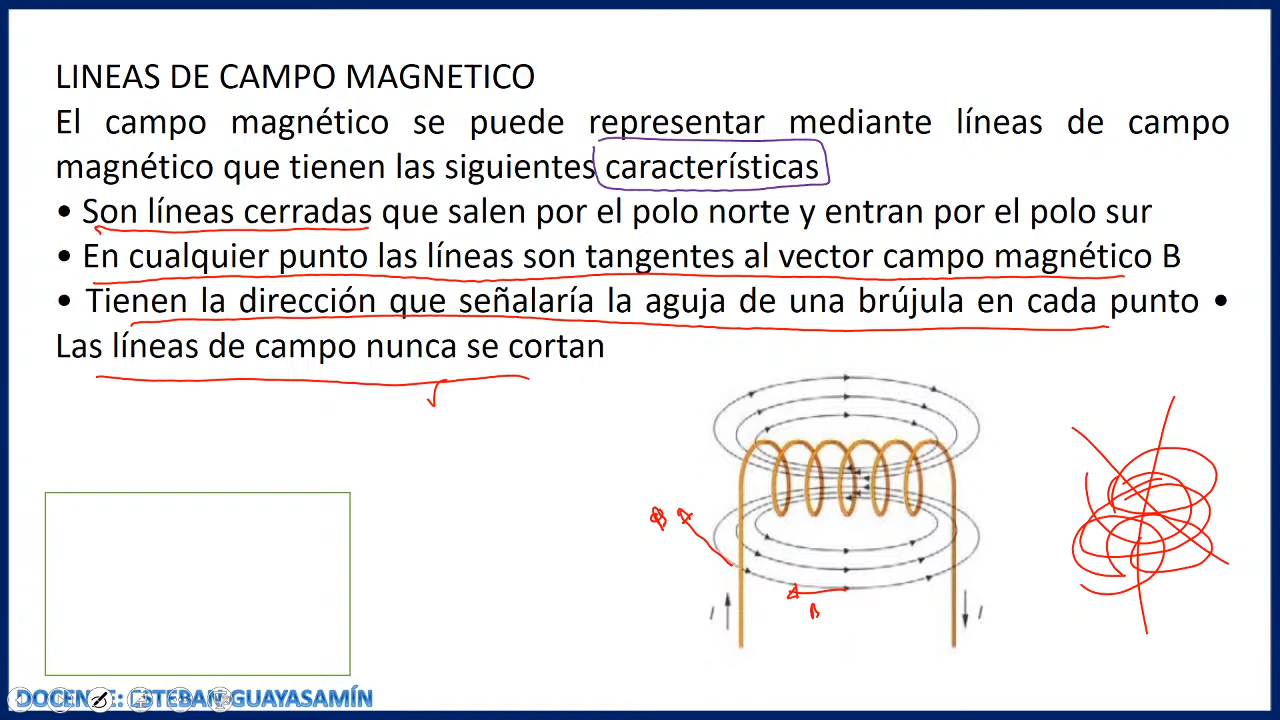 LINEAS DE CAMPO MAGNETICO
El campo magnético se puede representar mediante líneas de campo
magnético que tienen las siguientes características
• Son líneas cerradas que salen por el polo norte y entran por el polo sur
• En cualquier punto las líneas son tangentes al vector campo magnético B
• Tienen la dirección que señalaría la aguja de una brújula en cada punto •
Las líneas de campo nunca se cortan
B
B
I
I
DOCENTE: ESTEBAN GUAYASAMÍN